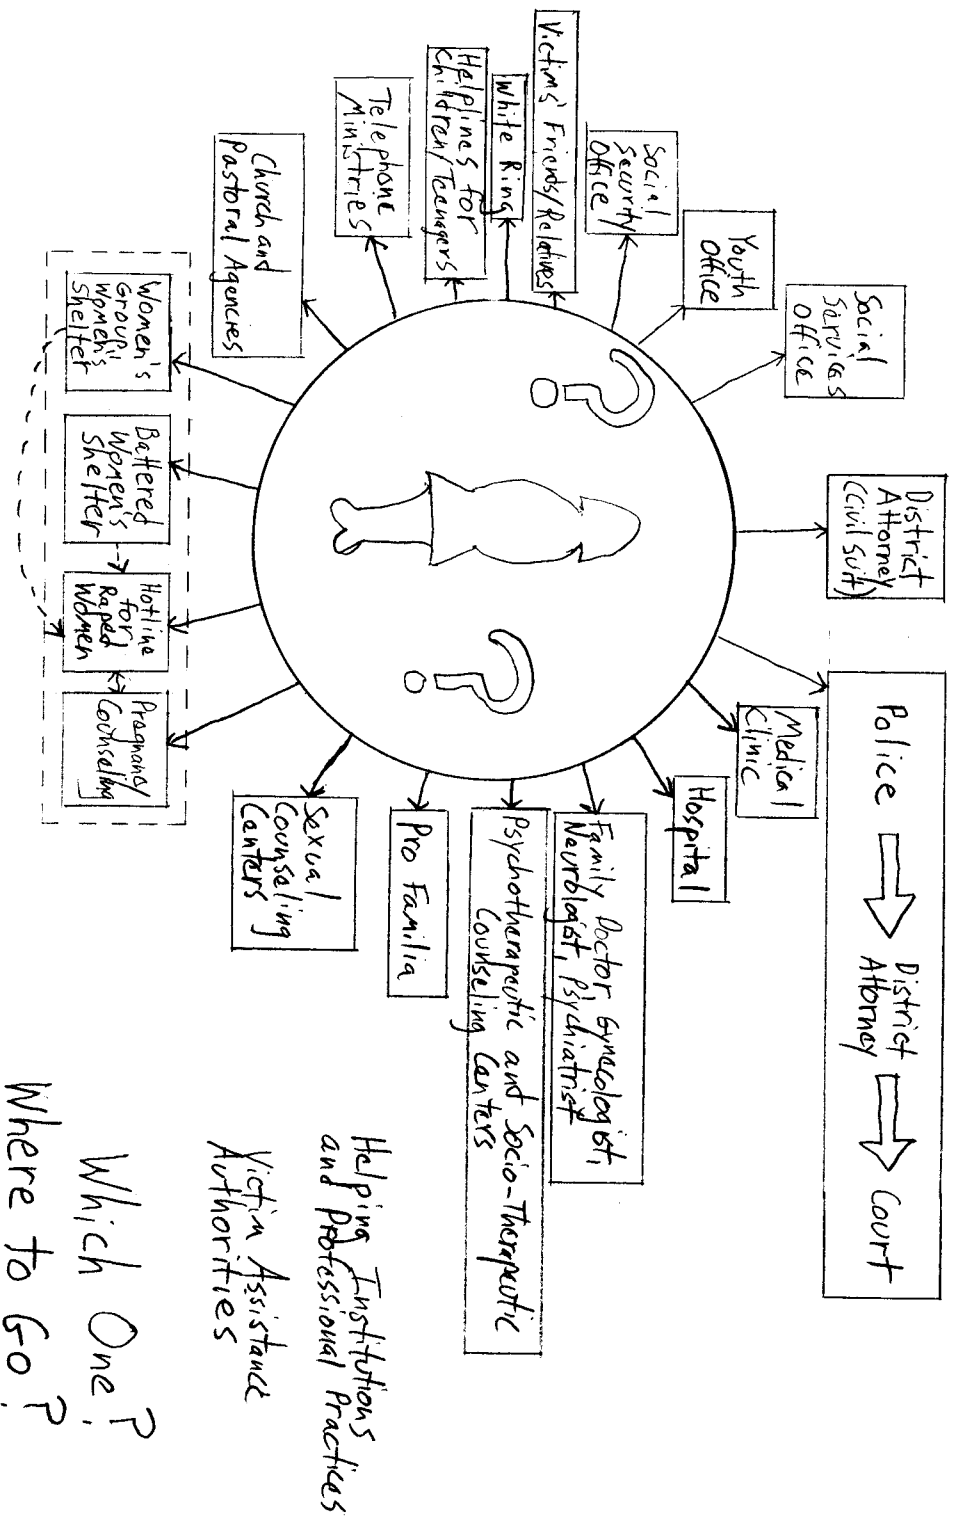 District
Attorney
(Civil Suit)
Police
District
Attorney
Court
Social
Services
Office
Youth
Office
Social
Security
Office
Victims' Friends/Relatives
White Ring
Helplines for
Children/Teenagers
Telephone
Ministries
Church and
Pastoral Agencies
Women's
Group,
Women's
Shelter
Battered
Women's
Shelter
Hotline
for
Raped
Women
Pregnancy
Counseling
Medical
Clinic
Hospital
Family Doctor, Gynecologist,
Neurologist, Psychiatrist
Psychotherapeutic and Socio-Therapeutic
Counseling Centers
Pro Familia
Sexual
Counseling
Centers
Helping Institutions
and Professional Practices
Victim Assistance
Authorities
Which One?
Where to Go?